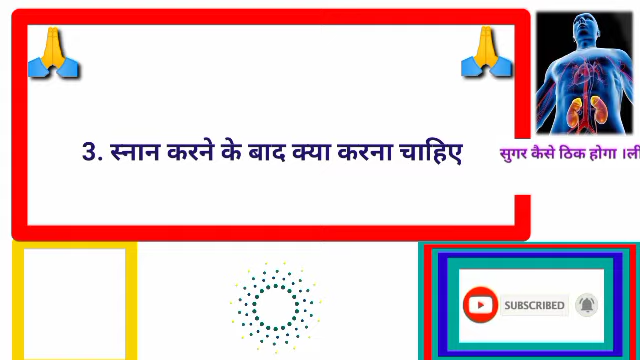 3. स्नान करने के बाद क्या करना चाहिए
सुगर कैसे ठिक होगा ।ली
SUBSCRIBED